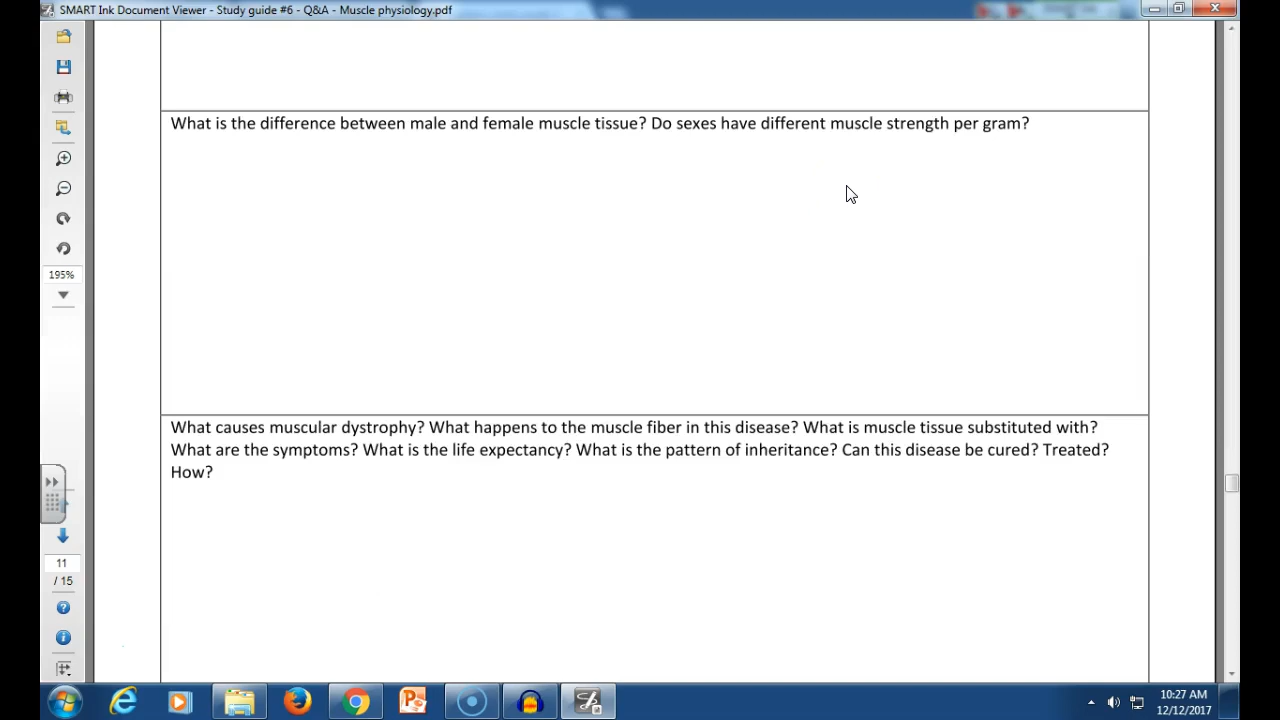 SMART Ink Document Viewer - Study guide #6 - Q&A - Muscle physiology.pdf
What is the difference between male and female muscle tissue? Do sexes have different muscle strength per gram?
195%
What causes muscular dystrophy? What happens to the muscle fiber in this disease? What is muscle tissue substituted with?
What are the symptoms? What is the life expectancy? What is the pattern of inheritance? Can this disease be cured? Treated?
How?
11
/ 15
10:27 AM
12/12/2017